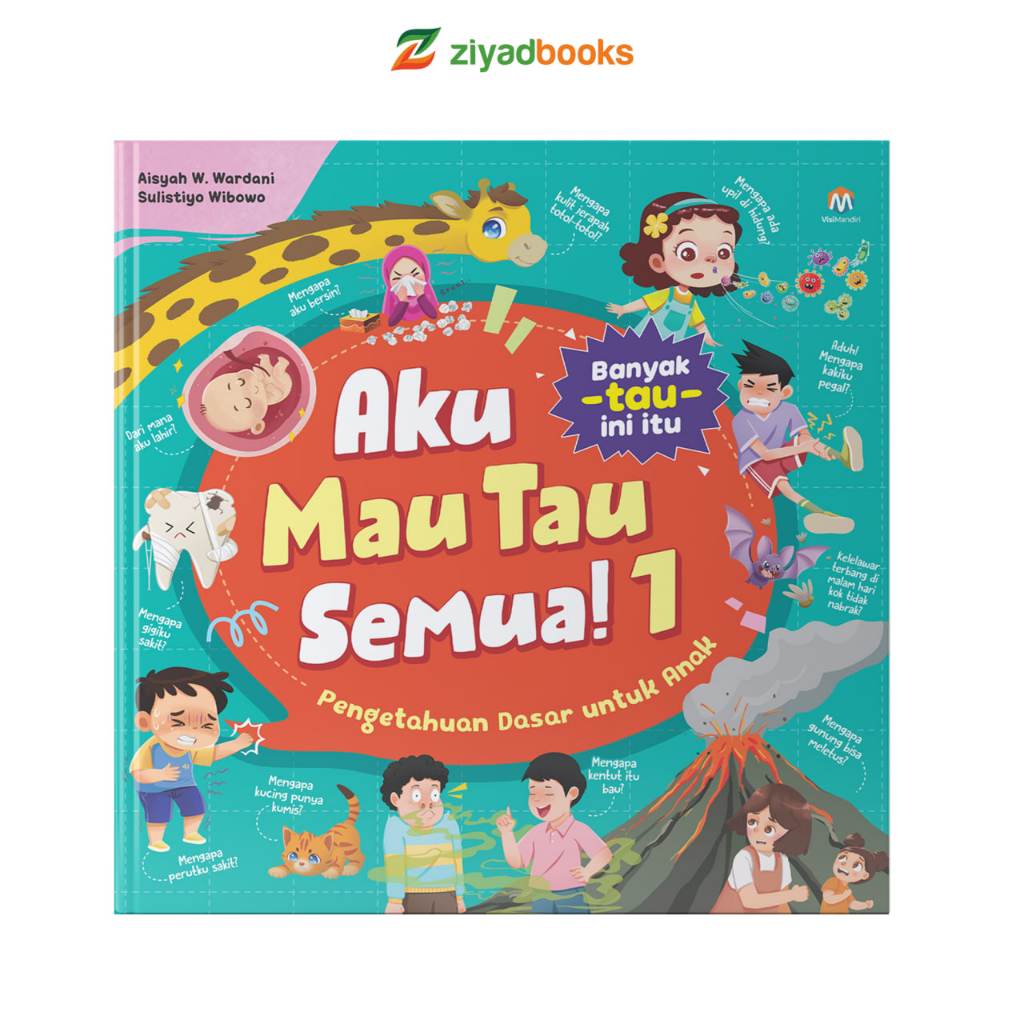 ziyadbooks
Aisyah W. Wardani
Sulistiyo Wibowo
Mengapa
kulit jerapah
totol-totol?
Mengapa ada
upil di hidung?
VisiMandiri
Mengapa
aku bersin?
Banyak
-tau-
ini itu
Aduh!
Mengapa
kakiku
pegal?
Dari mana
aku lahir?
Aku
Mau Tau
Semua! 1
Pengetahuan Dasar untuk Anak
Kelelawar
terbang di
malam hari
kok tidak
nabrak?
Mengapa
gigiku
sakit?
Mengapa
gunung bisa
meletus?
Mengapa
kucing punya
kumis?
Mengapa
kentut itu
bau?
Mengapa
perutku sakit?